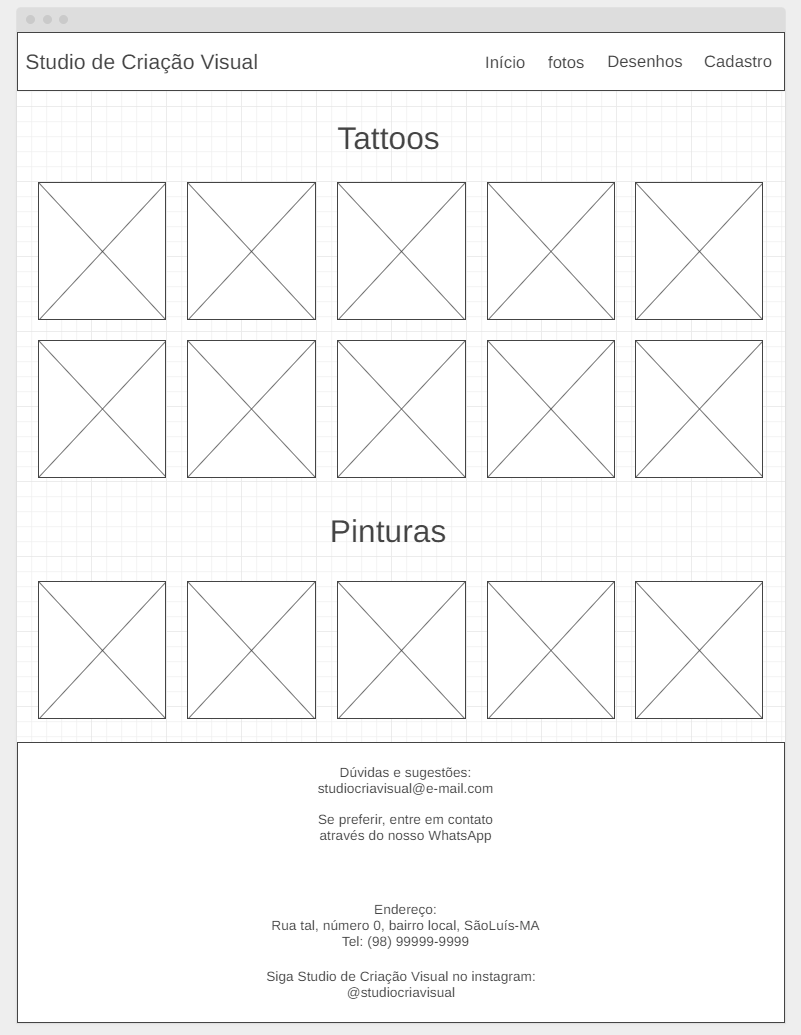 Studio de Criação Visual
Início fotos Desenhos Cadastro
Tattoos
Pinturas
Dúvidas e sugestões:
studiocriavisual@e-mail.com
Se preferir, entre em contato
através do nosso WhatsApp
Endereço:
Rua tal, número 0, bairro local, SãoLuís-MA
Tel: (98) 99999-9999
Siga Studio de Criação Visual no instagram:
@studiocriavisual